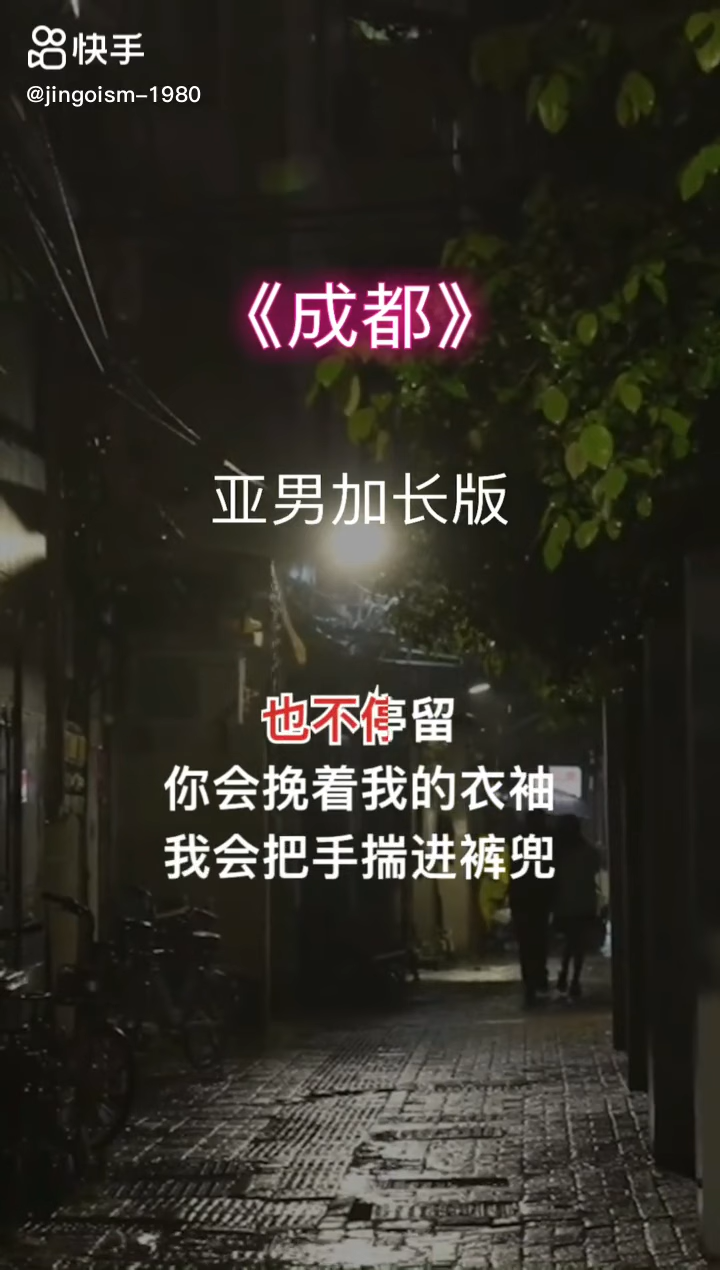 快手
@jingoism-1980
《成都》
亚男加长版
也不停留
你会挽着我的衣袖
我会把手揣进裤兜